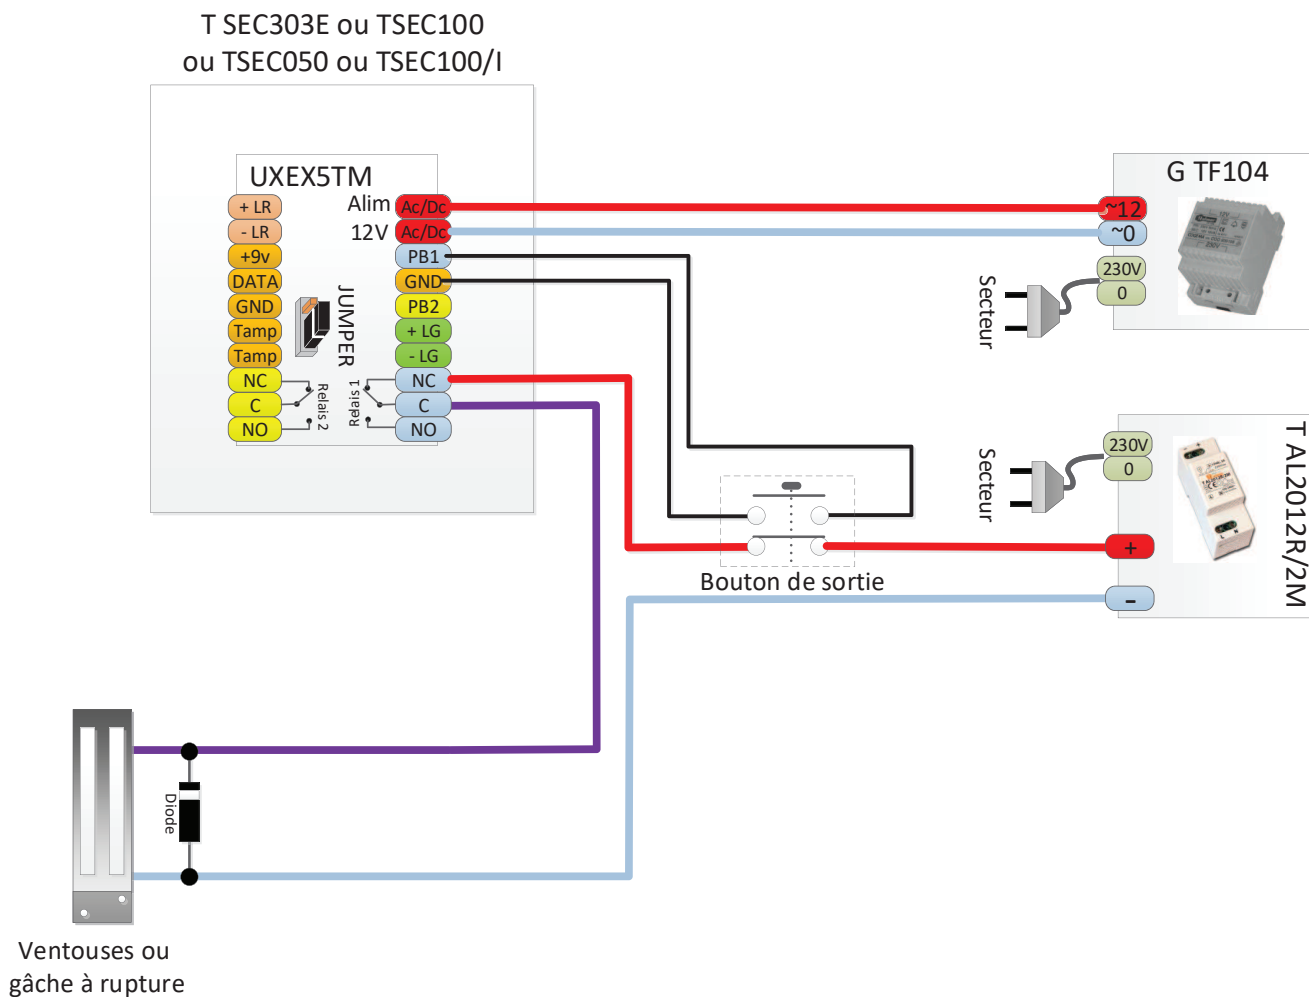 T SEC303E ou TSEC100
ou TSEC050 ou TSEC100/I
UXEX5TM
+ LR
- LR
+9v
DATA
GND
Tamp
Tamp
NC
C
NO
JUMPER
Relais 2
Relais 1
Alim
12V
Ac/Dc
Ac/Dc
PB1
GND
PB2
+ LG
- LG
NC
C
NO
G TF104
~12
~0
230V
0
Secteur
T AL2012R/2M
230V
0
Secteur
+
-
Bouton de sortie
Diode
Ventouses ou
gâche à rupture